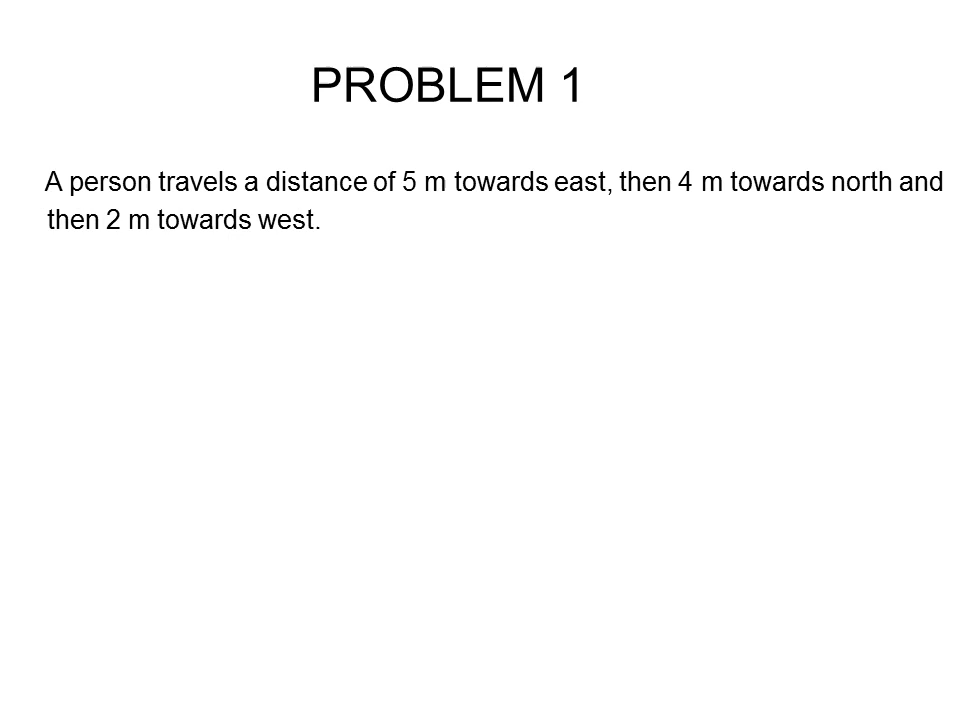 PROBLEM 1
A person travels a distance of 5 m towards east, then 4 m towards north and
then 2 m towards west.